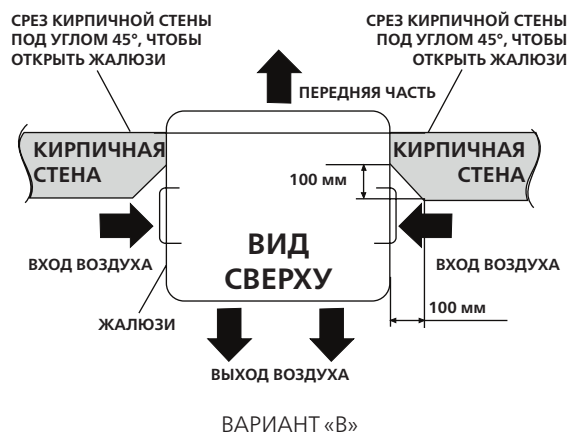 СРЕЗ КИРПИЧНОЙ СТЕНЫ
ПОД УГЛОМ 45°, ЧТОБЫ
ОТКРЫТЬ ЖАЛЮЗИ
СРЕЗ КИРПИЧНОЙ СТЕНЫ
ПОД УГЛОМ 45°, ЧТОБЫ
ОТКРЫТЬ ЖАЛЮЗИ
ПЕРЕДНЯЯ ЧАСТЬ
КИРПИЧНАЯ
СТЕНА
КИРПИЧНАЯ
СТЕНА
100 мм
ВИД
СВЕРХУ
ВХОД ВОЗДУХА
ВХОД ВОЗДУХА
100 мм
ЖАЛЮЗИ
ВЫХОД ВОЗДУХА
ВАРИАНТ «В»